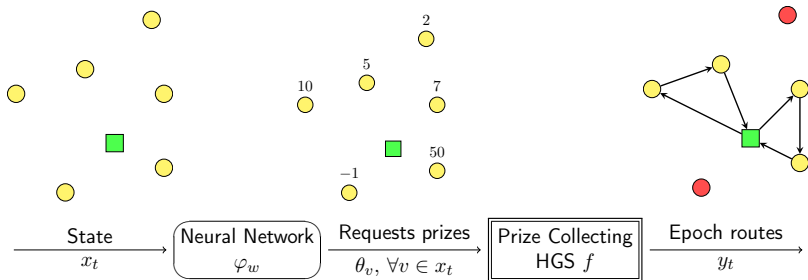 2
5
10
7
50
−1
State
x_t
Neural Network
φ_w
Requests prizes
θ_v, ∀v ∈ x_t
Prize Collecting
HGS f
Epoch routes
y_t